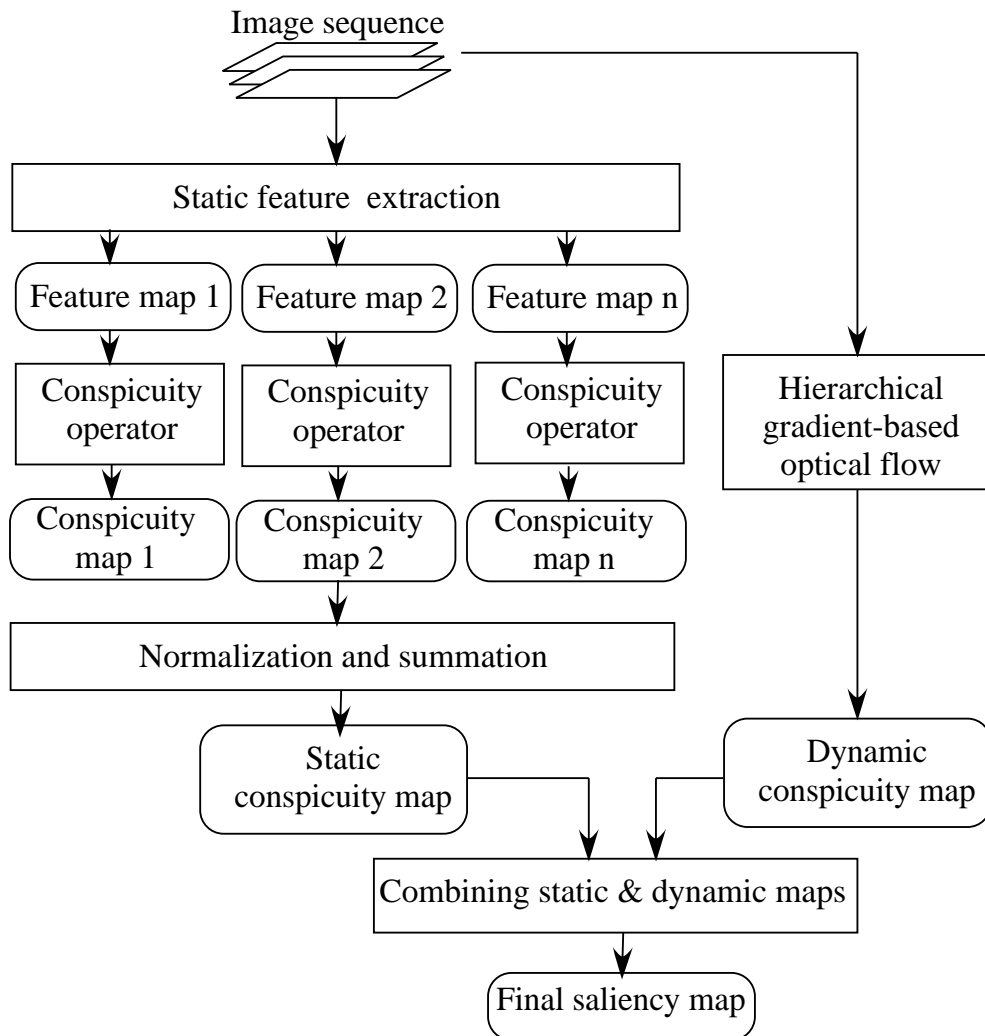 Image sequence
Static feature extraction
Feature map 1
Feature map 2
Feature map n
Conspicuity
operator
Conspicuity
operator
Conspicuity
operator
Hierarchical
gradient-based
optical flow
Conspicuity
map 1
Conspicuity
map 2
Conspicuity
map n
Normalization and summation
Static
conspicuity map
Dynamic
conspicuity map
Combining static & dynamic maps
Final saliency map